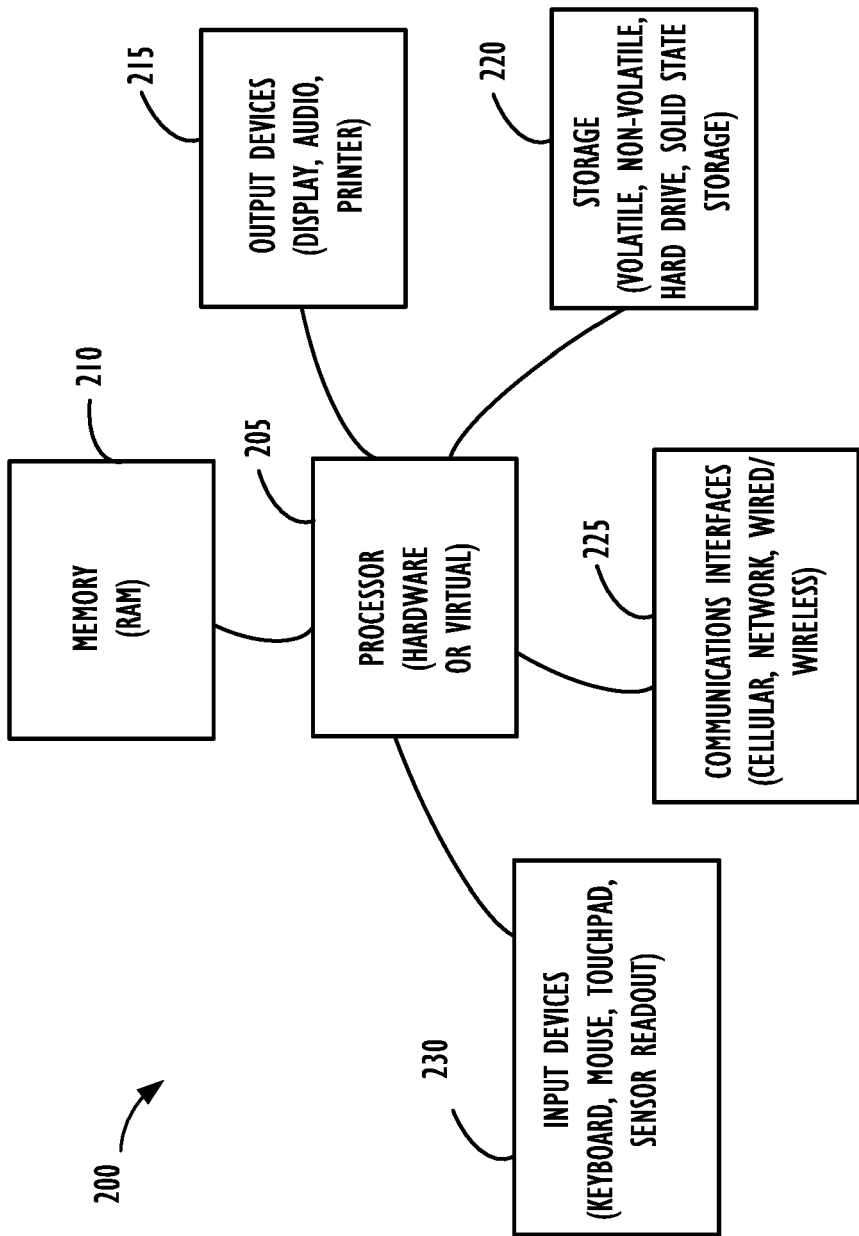 200
210
MEMORY
(RAM)
215
OUTPUT DEVICES
(DISPLAY, AUDIO,
PRINTER)
205
PROCESSOR
(HARDWARE
OR VIRTUAL)
230
INPUT DEVICES
(KEYBOARD, MOUSE, TOUCHPAD,
SENSOR READOUT)
225
COMMUNICATIONS INTERFACES
(CELLULAR, NETWORK, WIRED/
WIRELESS)
220
STORAGE
(VOLATILE, NON-VOLATILE,
HARD DRIVE, SOLID STATE
STORAGE)